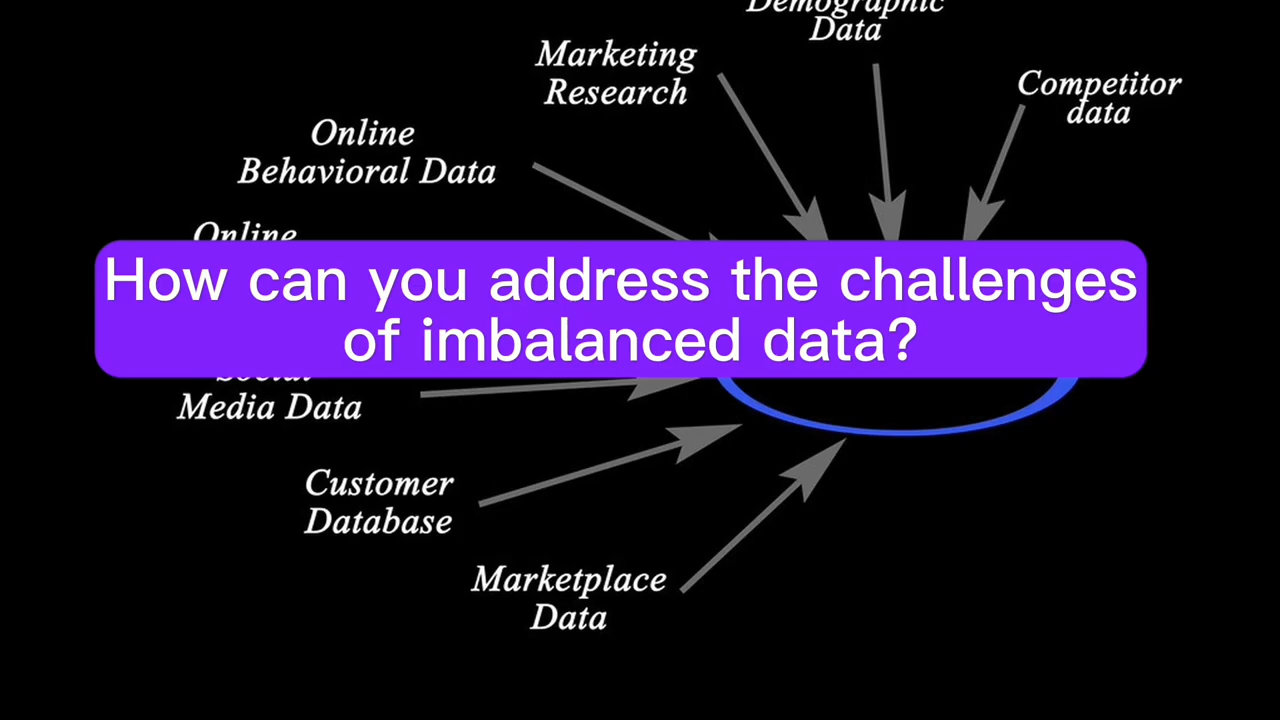 Demographic
Data
Marketing
Research
Competitor
data
Online
Behavioral Data
Online
How can you address the challenges
of imbalanced data?
Social
Media Data
Customer
Database
Marketplace
Data